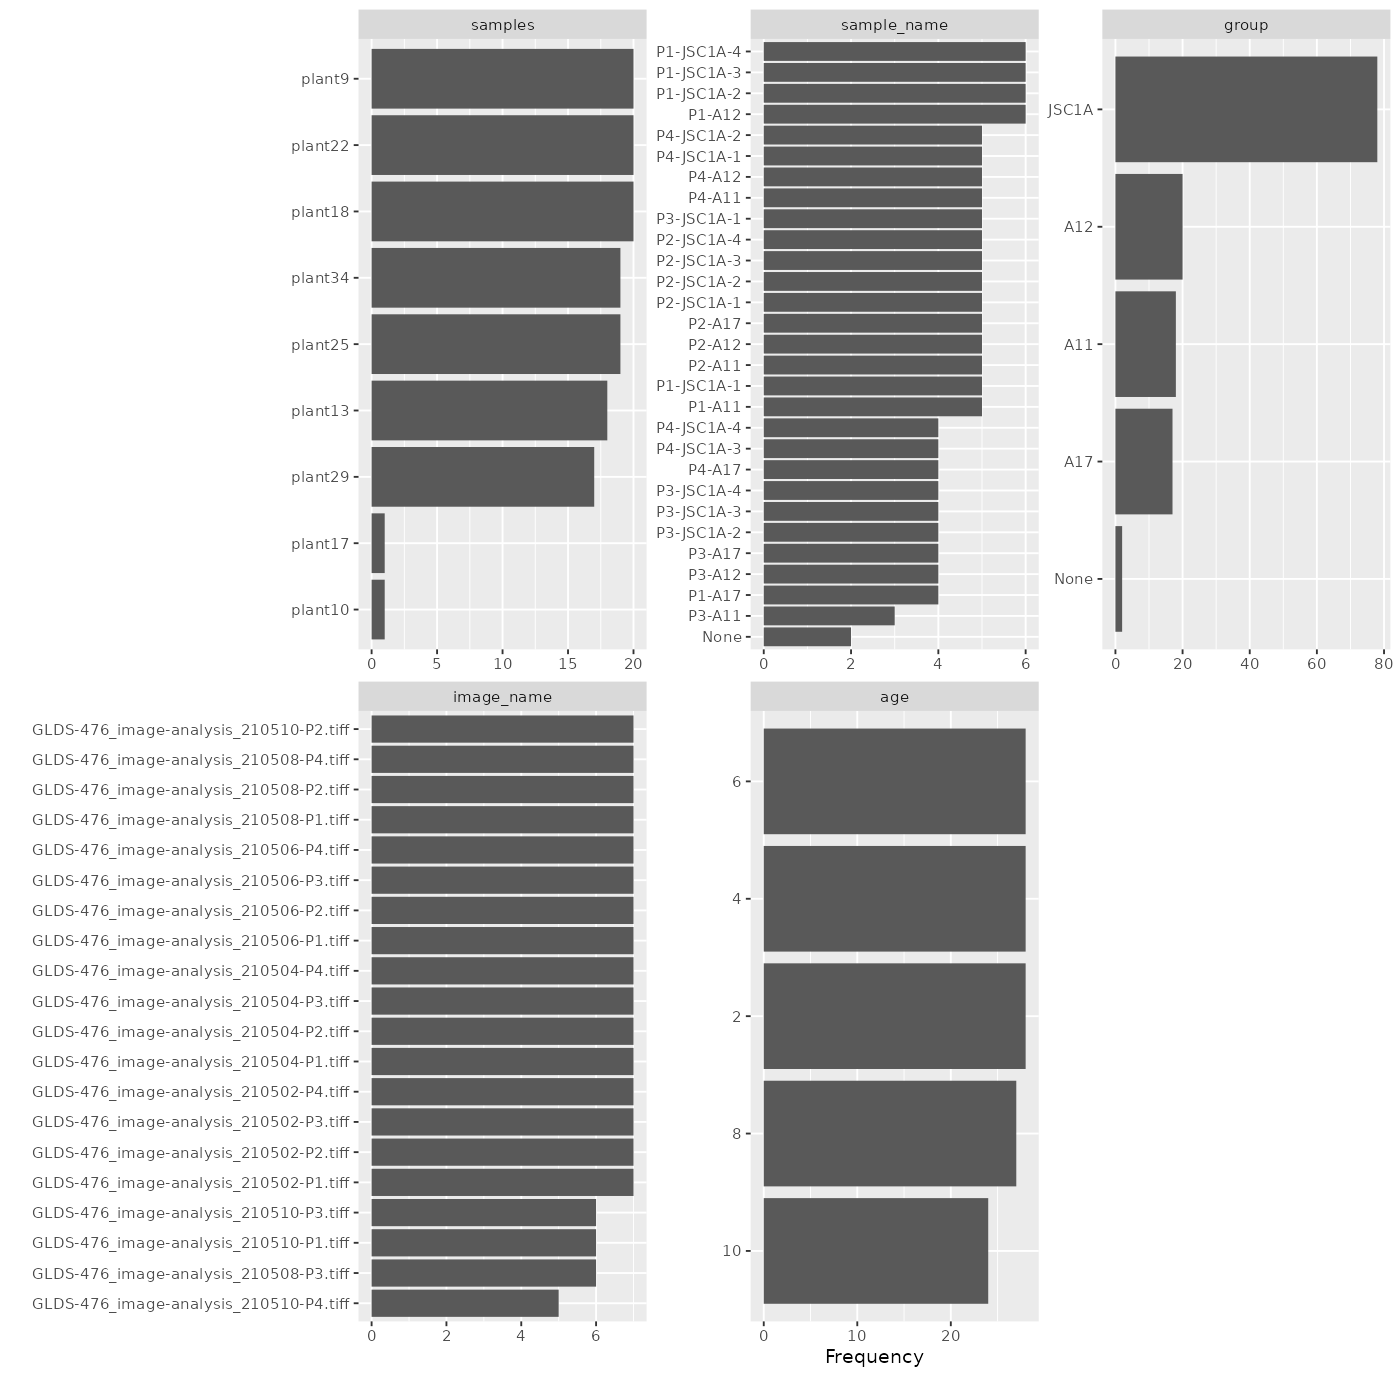 samples
plant9
plant22
plant18
plant34
plant25
plant13
plant29
plant17
plant10
0 5 10 15 20
sample_name
P1-JSC1A-4
P1-JSC1A-3
P1-JSC1A-2
P1-A12
P4-JSC1A-2
P4-JSC1A-1
P4-A12
P4-A11
P3-JSC1A-1
P2-JSC1A-4
P2-JSC1A-3
P2-JSC1A-2
P2-JSC1A-1
P2-A17
P2-A12
P2-A11
P1-JSC1A-1
P1-A11
P4-JSC1A-4
P4-JSC1A-3
P4-A17
P3-JSC1A-4
P3-JSC1A-3
P3-JSC1A-2
P3-A17
P3-A12
P1-A17
P3-A11
None
0 2 4 6
group
JSC1A
A12
A11
A17
None
0 20 40 60 80
image_name
GLDS-476_image-analysis_210510-P2.tiff
GLDS-476_image-analysis_210508-P4.tiff
GLDS-476_image-analysis_210508-P2.tiff
GLDS-476_image-analysis_210508-P1.tiff
GLDS-476_image-analysis_210506-P4.tiff
GLDS-476_image-analysis_210506-P3.tiff
GLDS-476_image-analysis_210506-P2.tiff
GLDS-476_image-analysis_210506-P1.tiff
GLDS-476_image-analysis_210504-P4.tiff
GLDS-476_image-analysis_210504-P3.tiff
GLDS-476_image-analysis_210504-P2.tiff
GLDS-476_image-analysis_210504-P1.tiff
GLDS-476_image-analysis_210502-P4.tiff
GLDS-476_image-analysis_210502-P3.tiff
GLDS-476_image-analysis_210502-P2.tiff
GLDS-476_image-analysis_210502-P1.tiff
GLDS-476_image-analysis_210510-P3.tiff
GLDS-476_image-analysis_210510-P1.tiff
GLDS-476_image-analysis_210508-P3.tiff
GLDS-476_image-analysis_210510-P4.tiff
0 2 4 6
age
6
4
2
8
10
0 10 20
Frequency